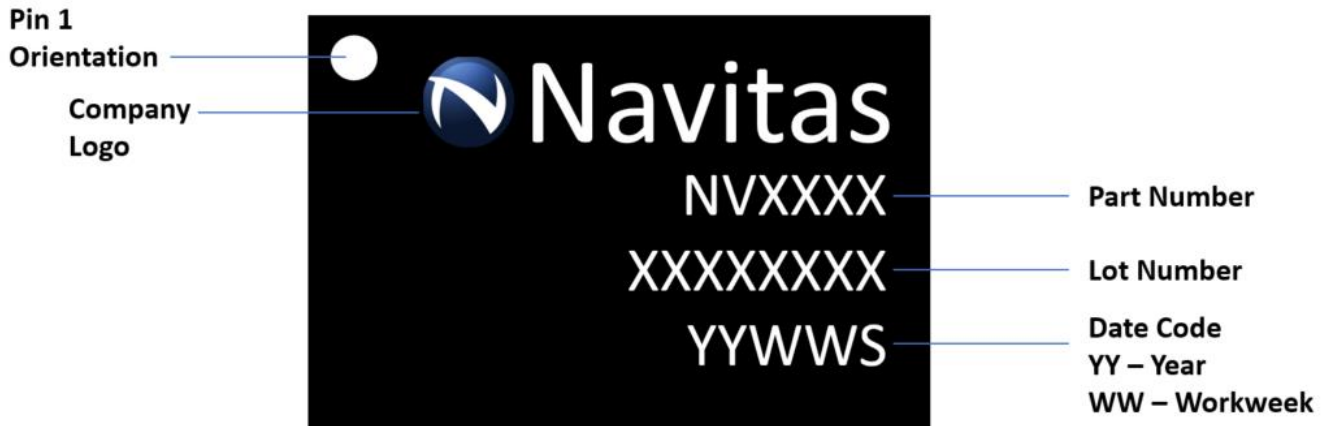 Pin 1
Orientation
Company
Logo
Navitas
NVXXXX
XXXXXXXX
YYWWS
Part Number
Lot Number
Date Code
YY – Year
WW – Workweek